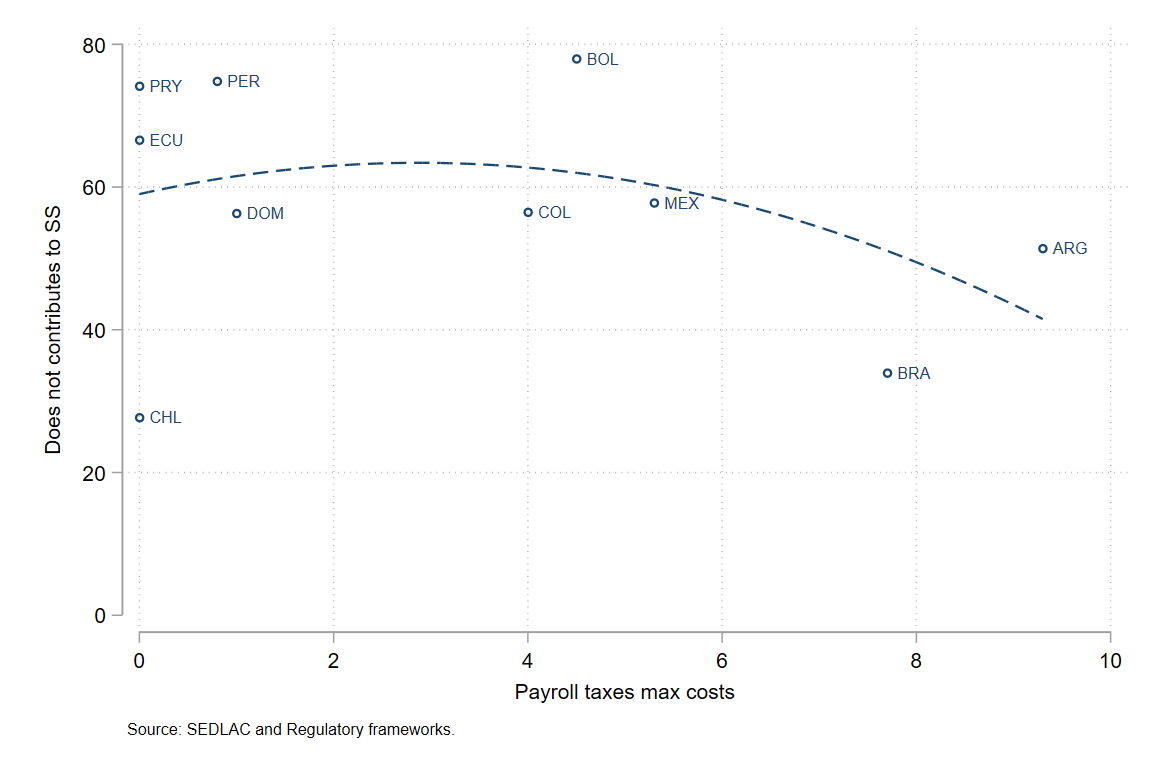 80
BOL
PER
PRY
ECU
60
MEX
DOM
COL
ARG
Does not contributes to SS
40
BRA
CHL
20
0
0 2 4 6 8 10
Payroll taxes max costs
Source: SEDLAC and Regulatory frameworks.